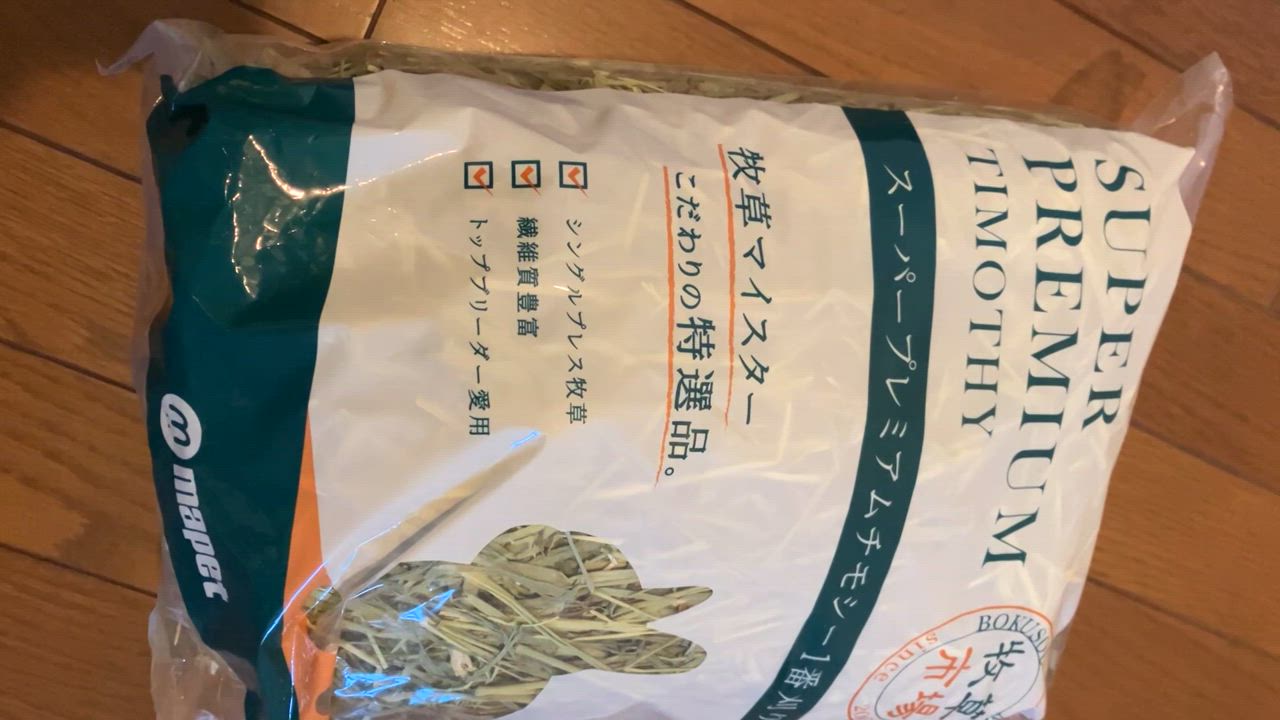 SUPER
PREMIUM
TIMOTHY
スーパープレミアムチモシー1番刈り
牧草マイスター
こだわりの特選品。
シングルプレス牧草
繊維質豊富
トップブリーダー愛用
牧草
市場
since
mapet